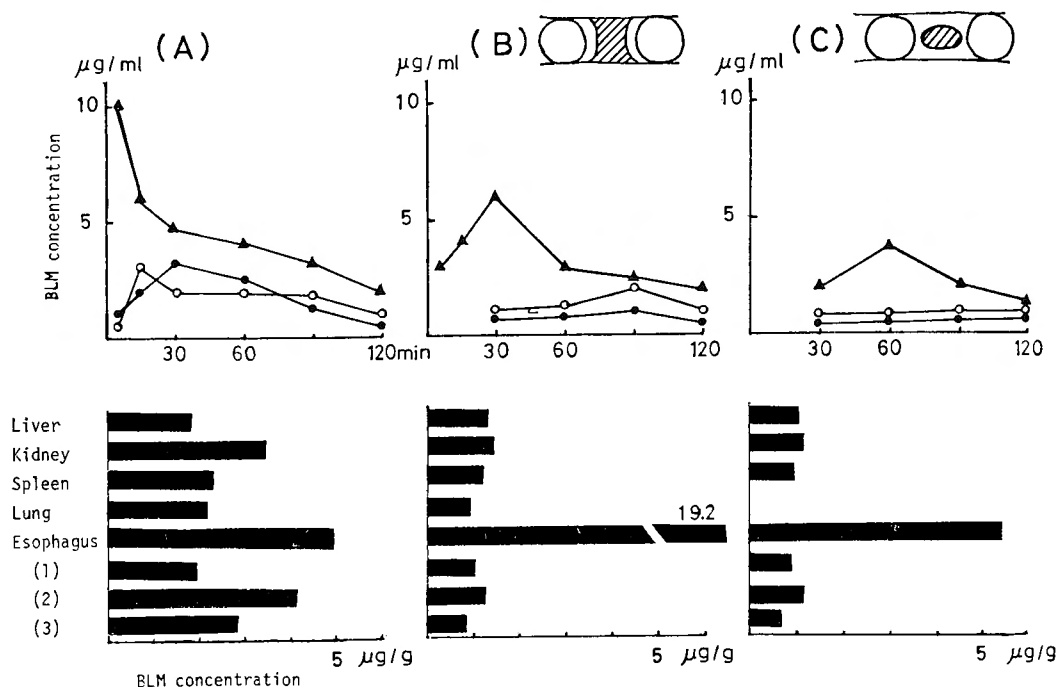 (A)
(B)
(C)
μg/ml
μg/ml
μg/ml
10
10
10
5
5
5
BLM concentration
30
60
120min
30
60
120
30
60
120
Liver
Kidney
Spleen
Lung
Esophagus
(1)
(2)
(3)
19.2
5
μg/g
5
μg/g
5
μg/g
BLM concentration